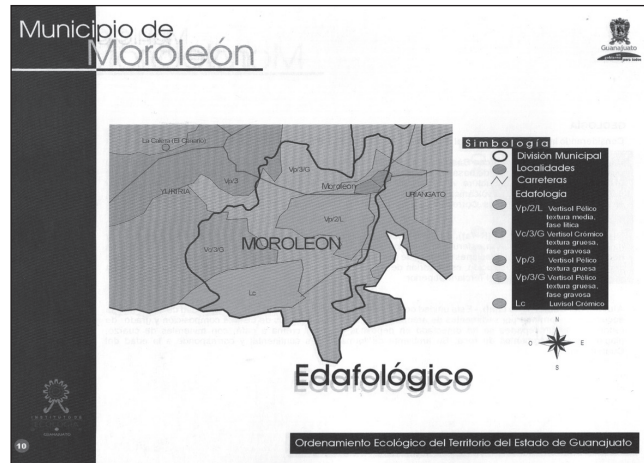 Municipio de
Moroleón
Guanajuato
La Calera (El Cerrito)
YURIRIA
Vp/3
Vp/3/G
Moroleon
URIANGATO
Vp/2/L
MOROLEON
Vc/3/G
Lc
Simbología
División Municipal
Localidades
Carreteras
Edafología
Vp/2/L Vertisol Pélico
textura media,
fase lítica
Vc/3/G Vertisol Crómico
textura gruesa,
fase gravosa
Vp/3 Vertisol Pélico
textura gruesa
Vp/3/G Vertisol Pélico
textura gruesa,
fase gravosa
Lc Luvisol Crómico
N
O E
S
Edafológico
10
Ordenamiento Ecológico del Territorio del Estado de Guanajuato